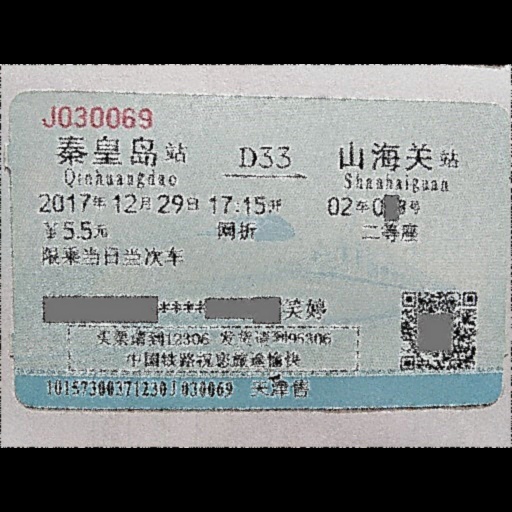 J030069
秦皇岛站 D33 山海关站
Qinhuangdao Shanhaiguan
2017年12月29日 17:15开 02车0 8号
￥5.5元 网折 二等座
限乘当日当次车
****笑婷
买票请到12306 发货请到95306
中国铁路祝您旅途愉快
10157300371230J030069 天津售